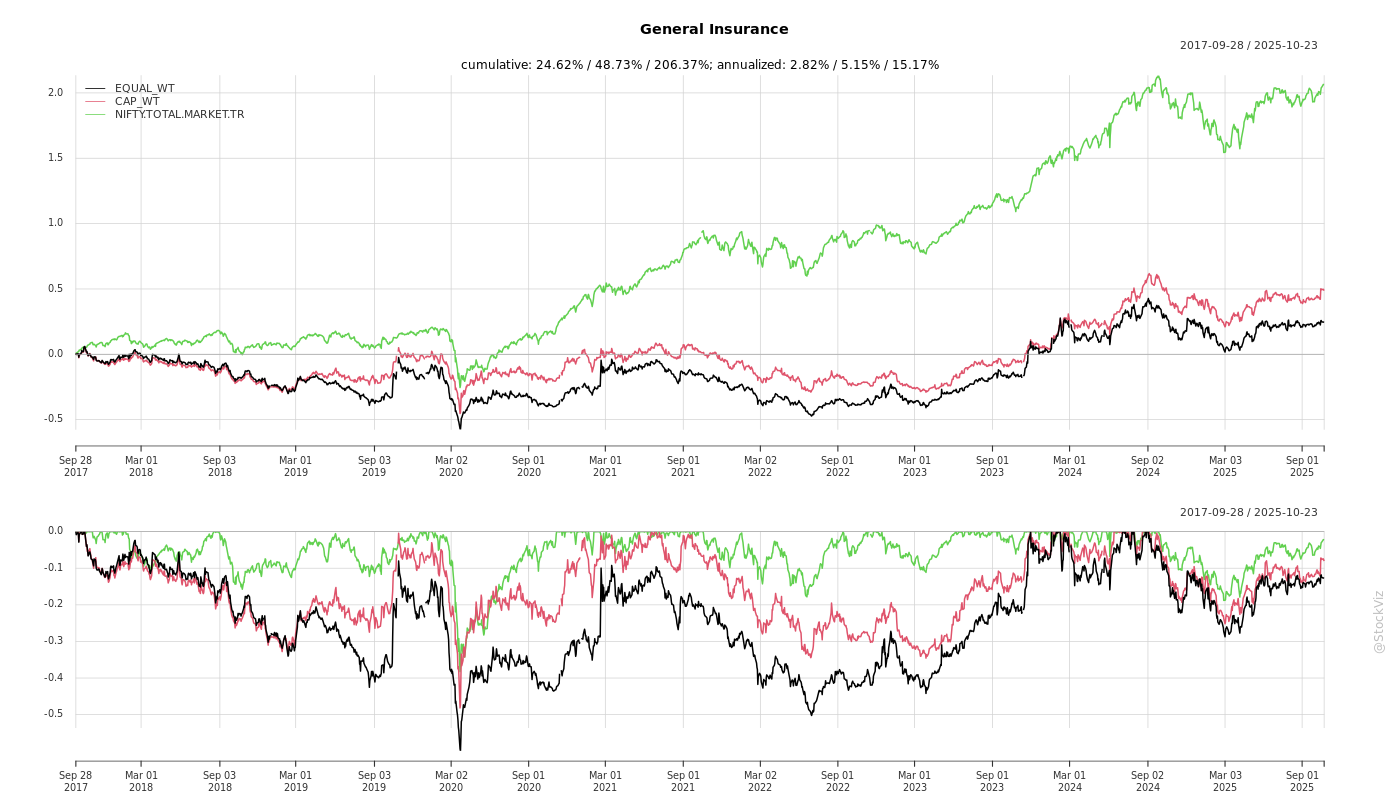 General Insurance
2017-09-28 / 2025-10-23
cumulative: 24.62% / 48.73% / 206.37%; annualized: 2.82% / 5.15% / 15.17%
EQUAL_WT
CAP_WT
NIFTY.TOTAL.MARKET.TR
2.0
1.5
1.0
0.5
0.0
-0.5
Sep 28 Mar 01 Sep 03 Mar 01 Sep 03 Mar 02 Sep 01 Mar 01 Sep 01 Mar 02 Sep 01 Mar 01 Sep 01 Mar 01 Sep 02 Mar 03 Sep 01
2017 2018 2018 2019 2019 2020 2020 2021 2021 2022 2022 2023 2023 2024 2024 2025 2025
2017-09-28 / 2025-10-23
0.0
-0.1
-0.2
-0.3
-0.4
-0.5
Sep 28 Mar 01 Sep 03 Mar 01 Sep 03 Mar 02 Sep 01 Mar 01 Sep 01 Mar 02 Sep 01 Mar 01 Sep 01 Mar 01 Sep 02 Mar 03 Sep 01
2017 2018 2018 2019 2019 2020 2020 2021 2021 2022 2022 2023 2023 2024 2024 2025 2025
@StockViz